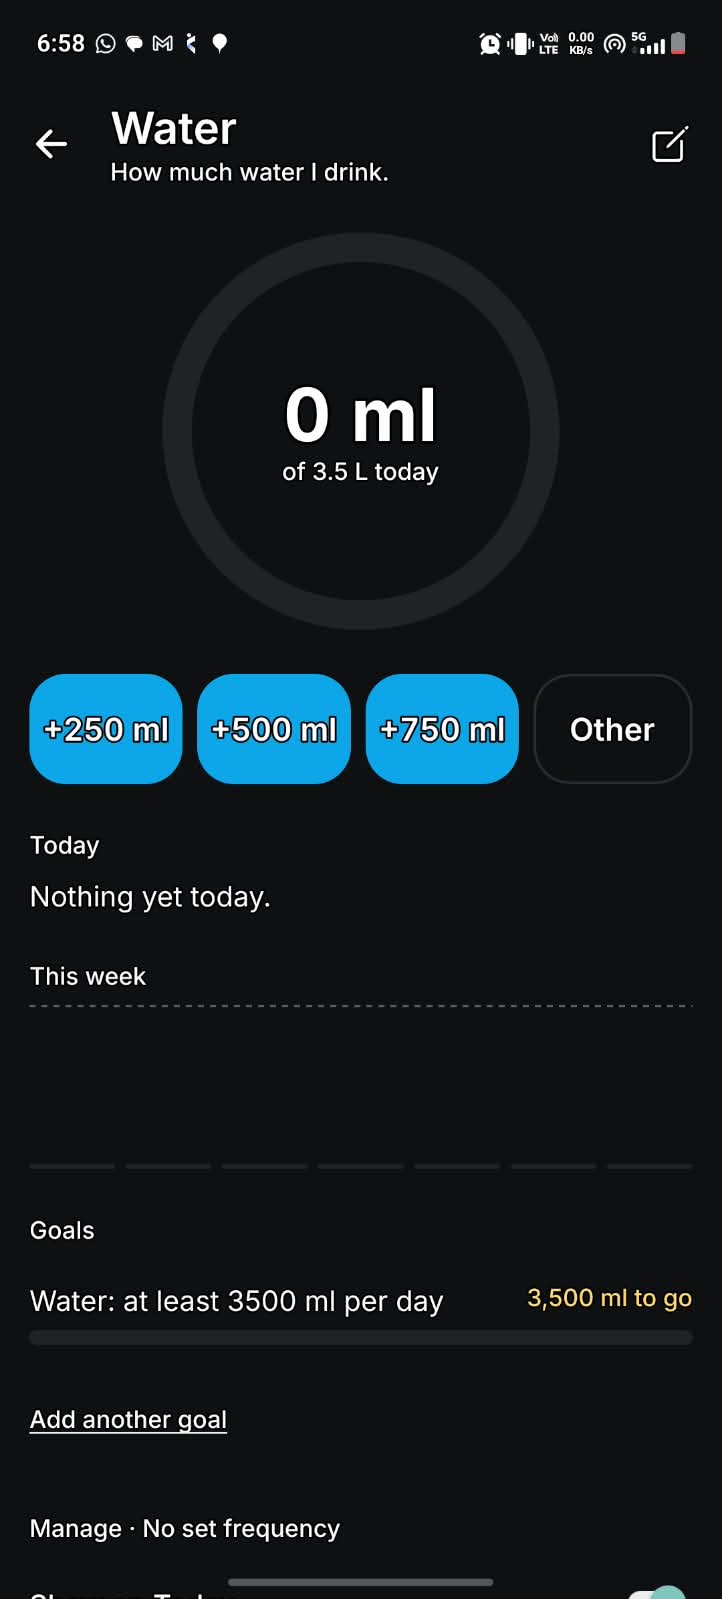 6:58
Vo) LTE
0.00 KB/s
5G
Water
How much water I drink.
0 ml
of 3.5 L today
+250 ml
+500 ml
+750 ml
Other
Today
Nothing yet today.
This week
Goals
Water: at least 3500 ml per day
3,500 ml to go
Add another goal
Manage · No set frequency